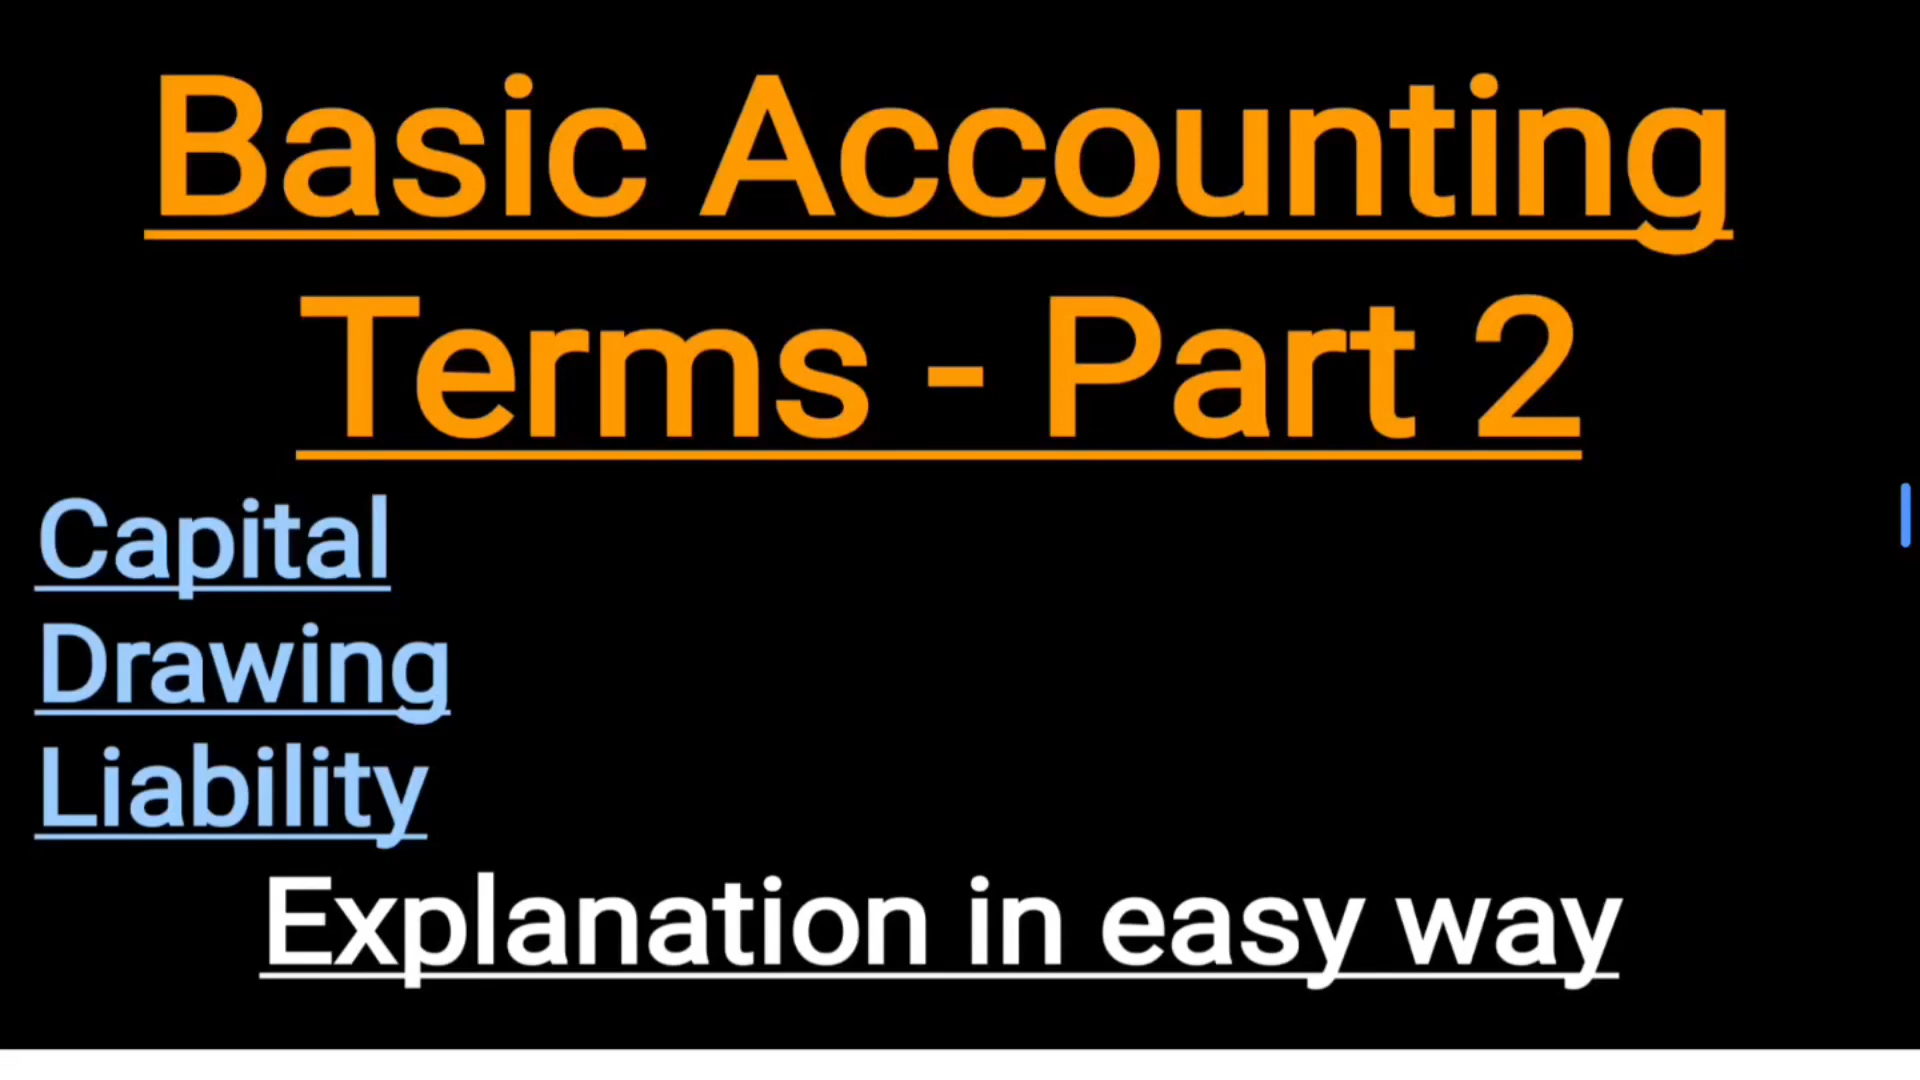 Basic Accounting
Terms - Part 2
Capital
Drawing
Liability
Explanation in easy way